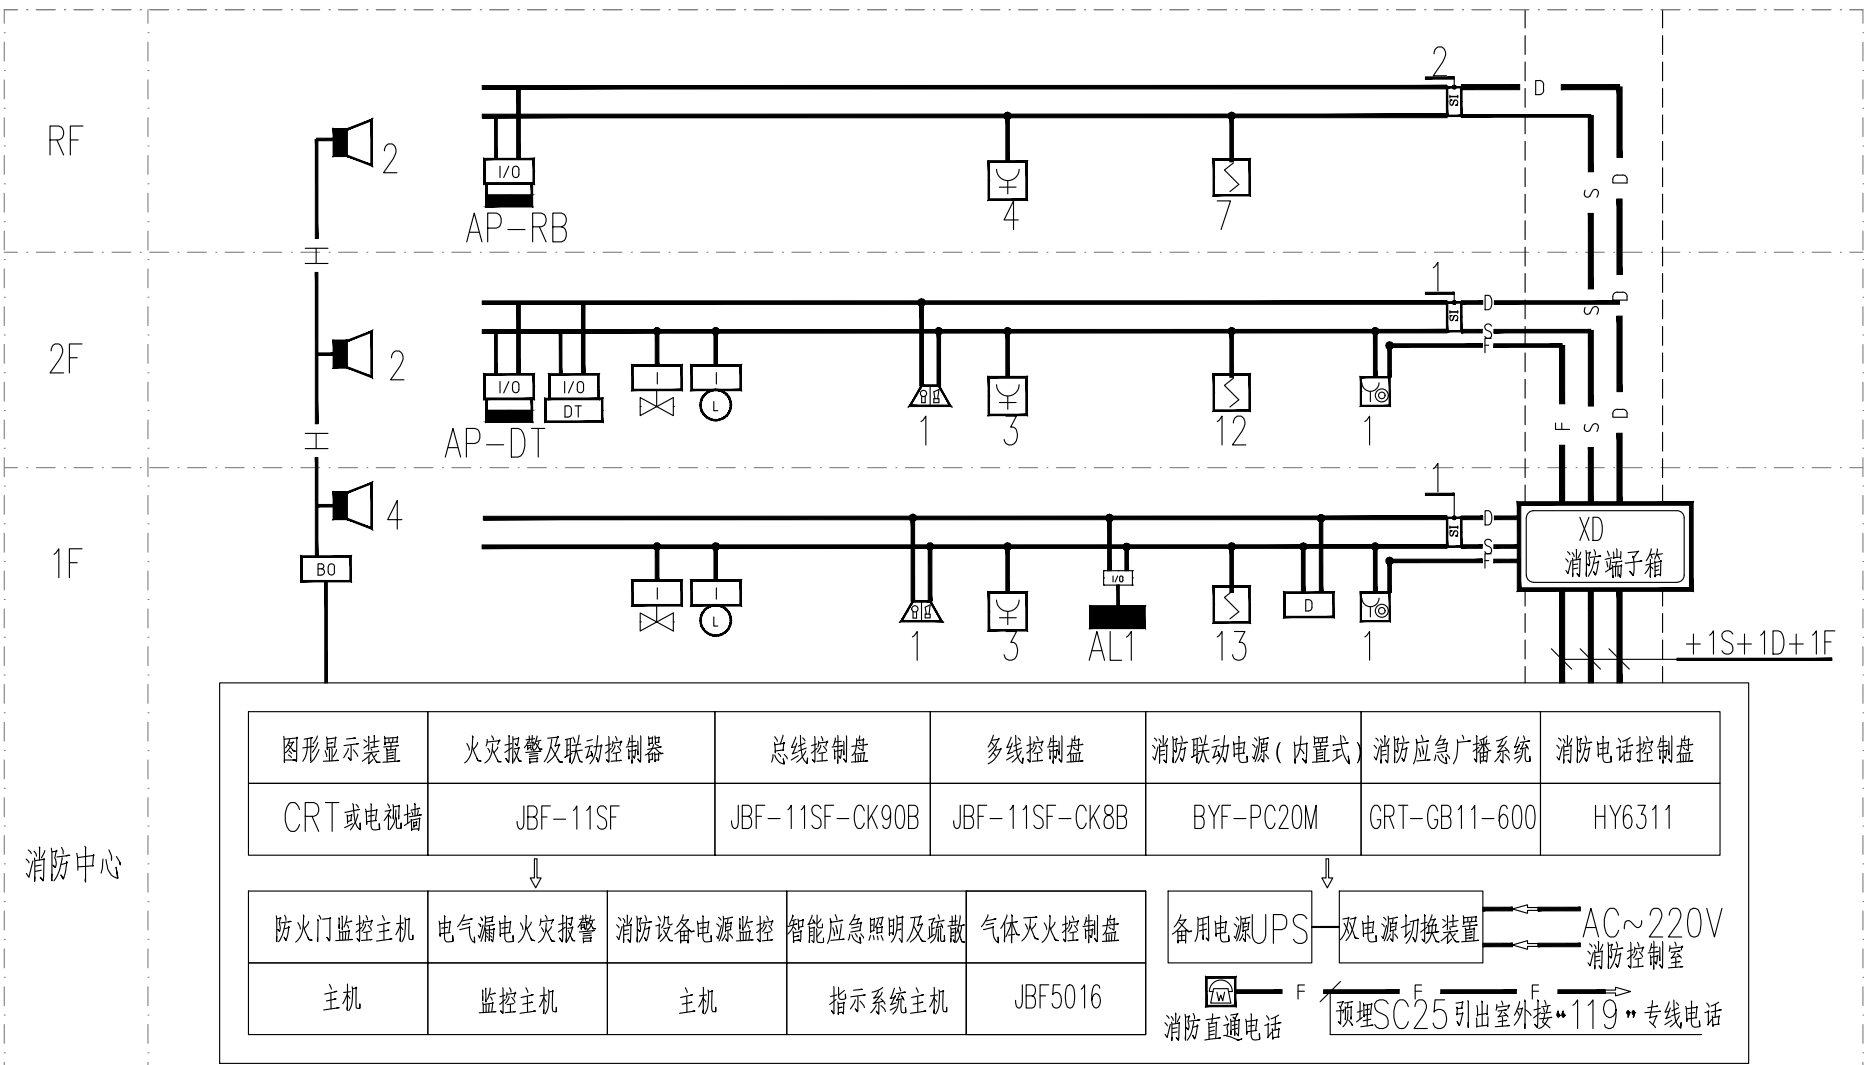 2
SI
D
RF
2
I/O
AP-RB
4
7
S
D
H
1
SI
D
S
F
S
D
2F
2
I/O
I/O
DT
I
I
L
AP-DT
1
3
12
1
F
S
D
H
1
SI
D
S
F
4
1F
BO
I
I
L
I/O
D
XD
消防端子箱
1
3
AL1
13
1
+1S+1D+1F
图形显示装置
火灾报警及联动控制器
总线控制盘
多线控制盘
消防联动电源(内置式)
消防应急广播系统
消防电话控制盘
CRT或电视墙
JBF-11SF
JBF-11SF-CK90B
JBF-11SF-CK8B
BYF-PC20M
GRT-GB11-600
HY6311
消防中心
防火门监控主机
电气漏电火灾报警
消防设备电源监控
智能应急照明及疏散
气体灭火控制盘
主机
监控主机
主机
指示系统主机
JBF5016
备用电源UPS
双电源切换装置
AC~220V
消防控制室
W
F
F
F
消防直通电话
预埋SC25引出室外接“119”专线电话